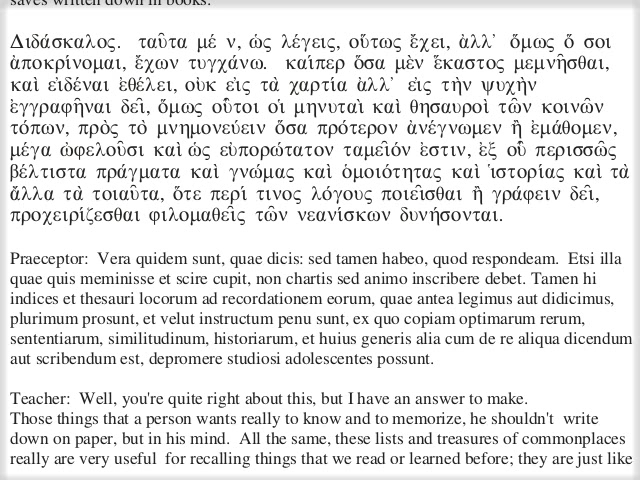 saves written down in books.
Διδάσκαλος. ταῦτα μέ ν, ὡς λέγεις, οὕτως ἔχει, ἀλλ' ὅμως ὅ σοι
ἀποκρίνομαι, ἔχων τυγχάνω. καίπερ ὅσα μὲν ἕκαστος μεμνῆσθαι,
καὶ εἰδέναι ἐθέλει, οὐκ εἰς τὰ χαρτία ἀλλ' εἰς τὴν ψυχὴν
ἐγγραφῆναι δεῖ, ὅμως οὗτοι οἱ μηνυταὶ καὶ θησαυροὶ τῶν κοινῶν
τόπων, πρὸς τὸ μνημονεύειν ὅσα πρότερον ἀνέγνωμεν ἢ ἐμάθομεν,
μέγα ὠφελοῦσι καὶ ὡς εὐπορώτατον ταμεῖόν ἐστιν, ἐξ οὗ περισσῶς
βέλτιστα πράγματα καὶ γνώμας καὶ ὁμοιότητας καὶ ἱστορίας καὶ τὰ
ἄλλα τὰ τοιαῦτα, ὅτε περί τινος λόγους ποιεῖσθαι ἢ γράφειν δεῖ,
προχειρίζεσθαι φιλομαθεῖς τῶν νεανίσκων δυνήσονται.
Praeceptor: Vera quidem sunt, quae dicis: sed tamen habeo, quod respondeam. Etsi illa
quae quis meminisse et scire cupit, non chartis sed animo inscribere debet. Tamen hi
indices et thesauri locorum ad recordationem eorum, quae antea legimus aut didicimus,
plurimum prosunt, et velut instructum penu sunt, ex quo copiam optimarum rerum,
sententiarum, similitudinum, historiarum, et huius generis alia cum de re aliqua dicendum
aut scribendum est, depromere studiosi adolescentes possunt.
Teacher: Well, you're quite right about this, but I have an answer to make.
Those things that a person wants really to know and to memorize, he shouldn't write
down on paper, but in his mind. All the same, these lists and treasures of commonplaces
really are very useful for recalling things that we read or learned before; they are just like